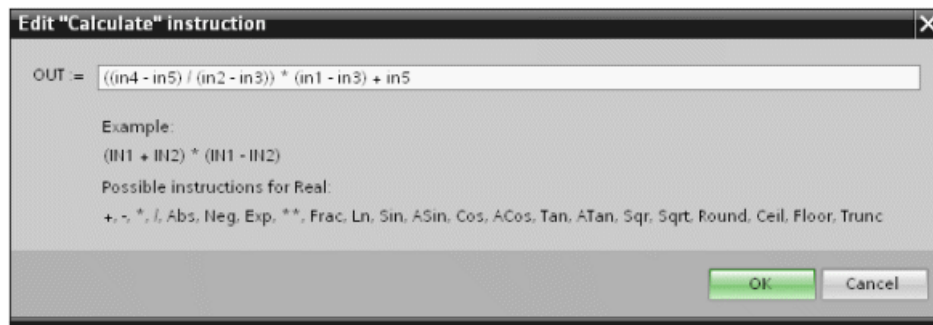 Edit "Calculate" instruction
OUT := ((in4 - in5) / (in2 - in3)) * (in1 - in3) + in5
Example:
(IN1 + IN2) * (IN1 - IN2)
Possible instructions for Real:
+, -, *, /, Abs, Neg, Exp, **, Frac, Ln, Sin, ASin, Cos, ACos, Tan, ATan, Sqr, Sqrt, Round, Ceil, Floor, Trunc
OK Cancel